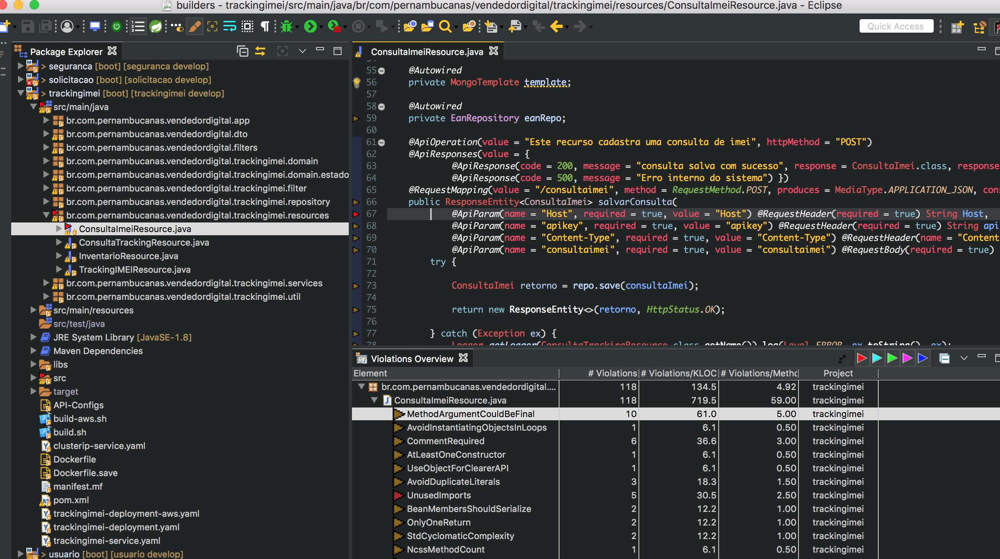 builders - trackingimei/src/main/java/br/com/pernambucanas/vendedordigital/trackingimei/resources/ConsultaImeiResource.java - Eclipse
Quick Access
Package Explorer
> seguranca [boot] [seguranca develop]
> solicitacao [boot] [solicitacao develop]
> trackingimei [boot] [trackingimei develop]
src/main/java
br.com.pernambucanas.vendedordigital.app
br.com.pernambucanas.vendedordigital.dto
br.com.pernambucanas.vendedordigital.filters
br.com.pernambucanas.vendedordigital.trackingimei.domain
br.com.pernambucanas.vendedordigital.trackingimei.domain.estado
br.com.pernambucanas.vendedordigital.trackingimei.filter
br.com.pernambucanas.vendedordigital.trackingimei.repository
br.com.pernambucanas.vendedordigital.trackingimei.resources
ConsultaImeiResource.java
ConsultaTrackingResource.java
InventarioResource.java
TrackingIMEIResource.java
br.com.pernambucanas.vendedordigital.trackingimei.services
br.com.pernambucanas.vendedordigital.trackingimei.util
src/main/resources
src/test/java
JRE System Library [JavaSE-1.8]
Maven Dependencies
libs
src
target
API-Configs
build-aws.sh
build.sh
clusterip-service.yaml
Dockerfile
Dockerfile.save
manifest.mf
pom.xml
trackingimei-deployment-aws.yaml
trackingimei-deployment.yaml
trackingimei-service.yaml
> usuario [boot] [usuario develop]
ConsultaImeiResource.java
55 @Autowired
56 private MongoTemplate template;
57
58 @Autowired
59 private EanRepository eanRepo;
60
61 @ApiOperation(value = "Este recurso cadastra uma consulta de imei", httpMethod = "POST")
62 @ApiResponses(value = {
63 @ApiResponse(code = 200, message = "consulta salva com sucesso", response = ConsultaImei.class, response
64 @ApiResponse(code = 500, message = "Erro interno do sistema") })
65 @RequestMapping(value = "/consultaimei", method = RequestMethod.POST, produces = MediaType.APPLICATION_JSON, con
66 public ResponseEntity<ConsultaImei> salvarConsulta(
67 @ApiParam(name = "Host", required = true, value = "Host") @RequestHeader(required = true) String Host,
68 @ApiParam(name = "apikey", required = true, value = "apikey") @RequestHeader(required = true) String api
69 @ApiParam(name = "Content-Type", required = true, value = "Content-Type") @RequestHeader(name = "Content
70 @ApiParam(name = "consultaimei", required = true, value = "consultaimei") @RequestBody(required = true)
71 try {
72
73 ConsultaImei retorno = repo.save(consultaImei);
74
75 return new ResponseEntity<>(retorno, HttpStatus.OK);
76
77 } catch (Exception ex) {
78 Logger.getLogger(ConsultaTrackingResource.class.getName()).log(Level.ERROR, ex.toString(), ex);
Violations Overview
Element # Violations # Violations/KLOC # Violations/Metho Project
br.com.pernambucanas.vendedordigital.... 118 134.5 4.92 trackingimei
ConsultaImeiResource.java 118 719.5 59.00 trackingimei
MethodArgumentCouldBeFinal 10 61.0 5.00 trackingimei
AvoidInstantiatingObjectsInLoops 1 6.1 0.50 trackingimei
CommentRequired 6 36.6 3.00 trackingimei
AtLeastOneConstructor 1 6.1 0.50 trackingimei
UseObjectForClearerAPI 1 6.1 0.50 trackingimei
AvoidDuplicateLiterals 3 18.3 1.50 trackingimei
UnusedImports 5 30.5 2.50 trackingimei
BeanMembersShouldSerialize 2 12.2 1.00 trackingimei
OnlyOneReturn 2 12.2 1.00 trackingimei
StdCyclomaticComplexity 2 12.2 1.00 trackingimei
NcssMethodCount 1 6.1 0.50 trackingimei